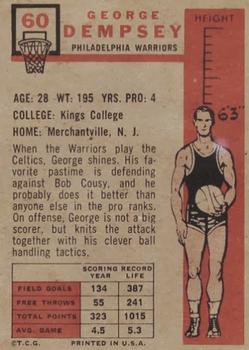 60
GEORGE
DEMPSEY
PHILADELPHIA WARRIORS
HEIGHT
6'3"
AGE: 28 WT: 195 YRS. PRO: 4
COLLEGE: Kings College
HOME: Merchantville, N. J.
When the Warriors play the
Celtics, George shines. His fa-
vorite pastime is defending
against Bob Cousy, and he
probably does it better than
anyone else in the pro ranks.
On offense, George is not a big
scorer, but knits the attack
together with his clever ball
handling tactics.
SCORING RECORD
YEAR LIFE
FIELD GOALS 134 387
FREE THROWS 55 241
TOTAL POINTS 323 1015
AVG. GAME 4.5 5.3
©T.C.G. PRINTED IN U.S.A.